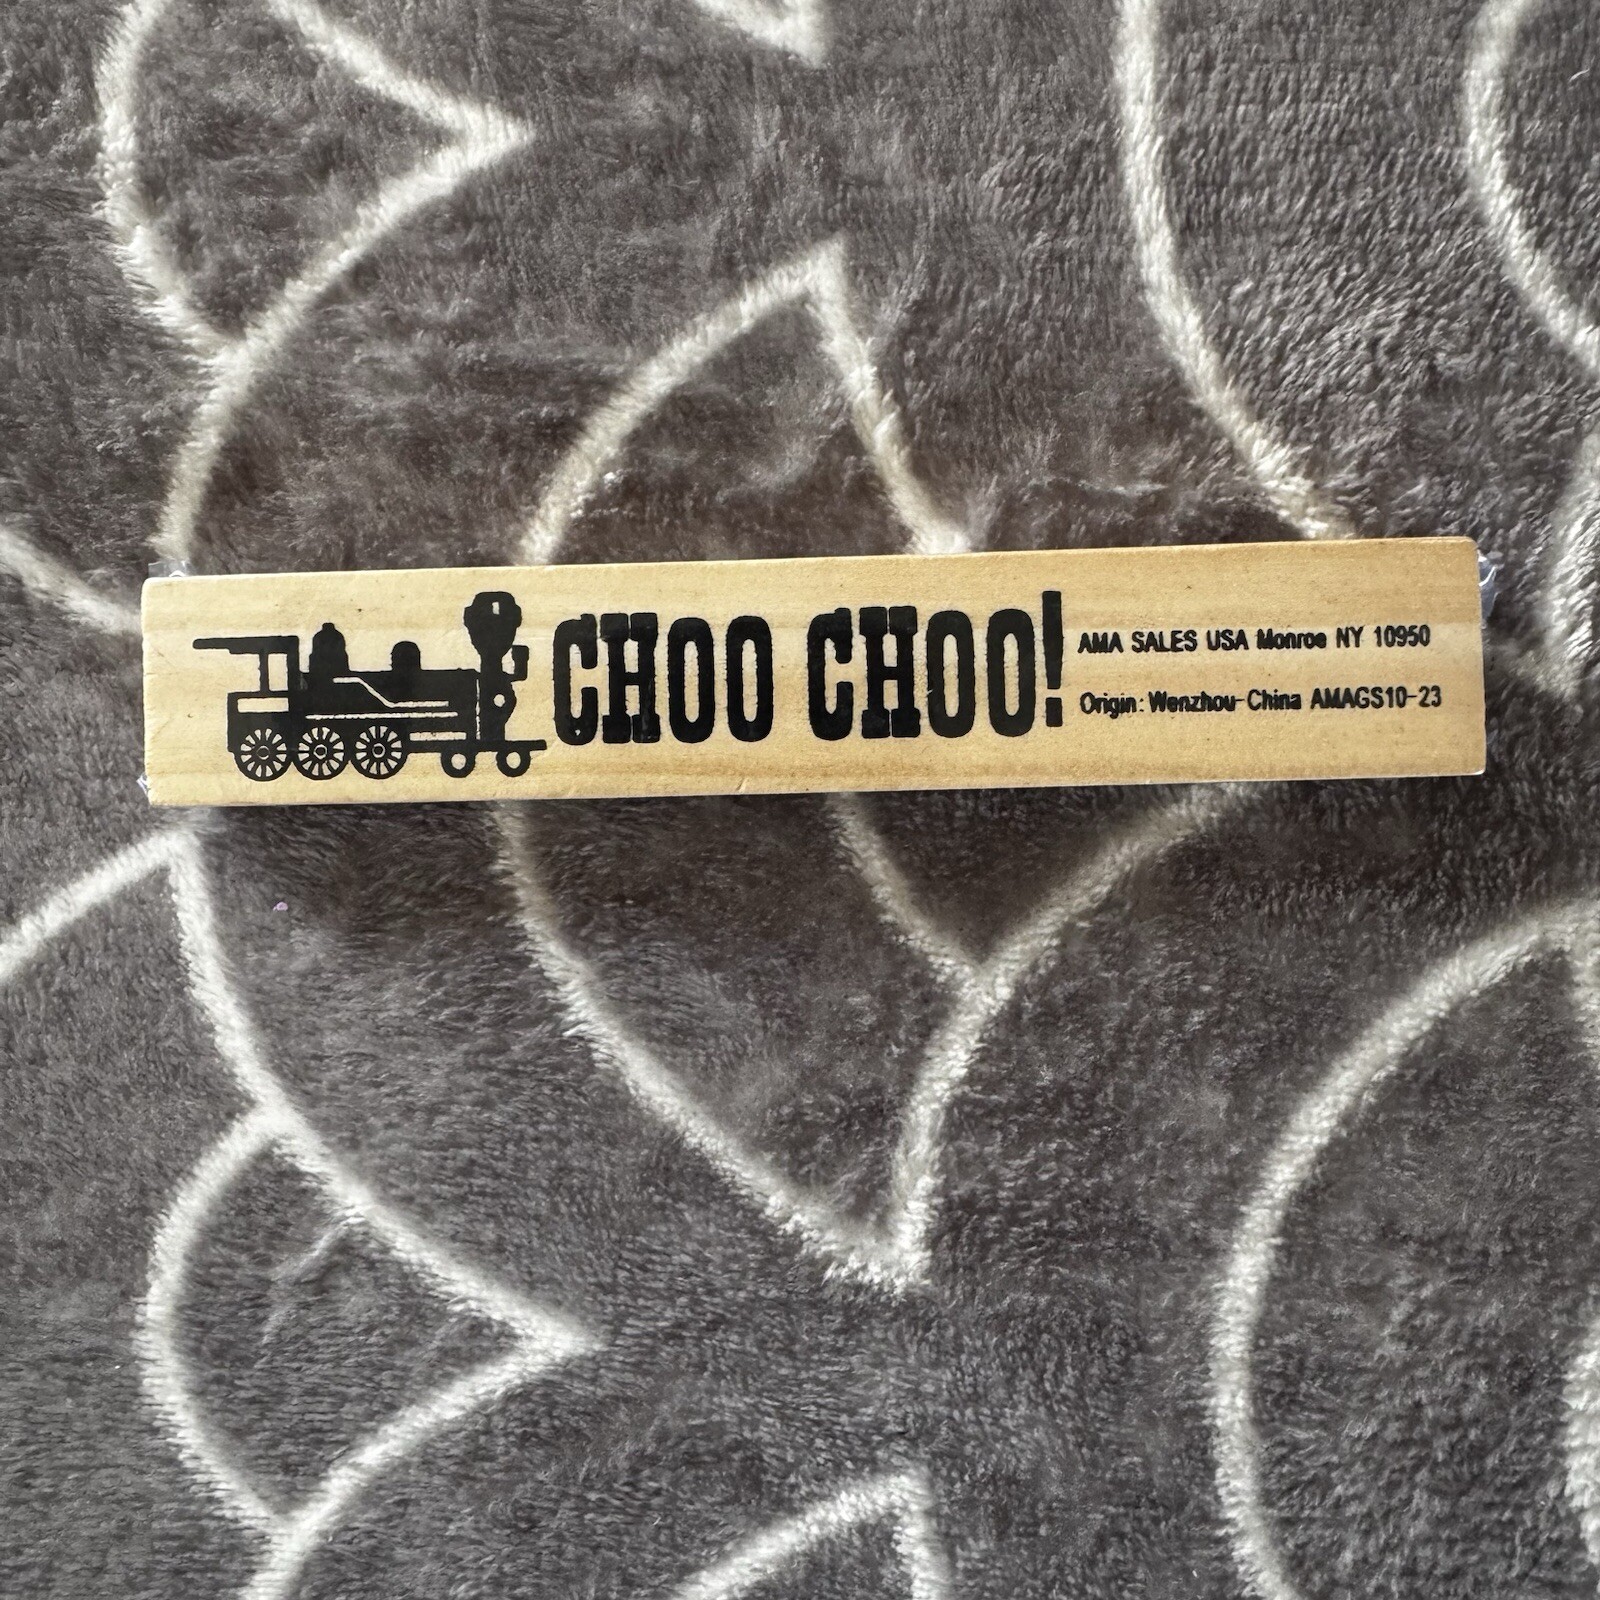 CHOO CHOO!
AMA SALES USA Monroe NY 10950
Origin: Wenzhou-China AMAGS10-23